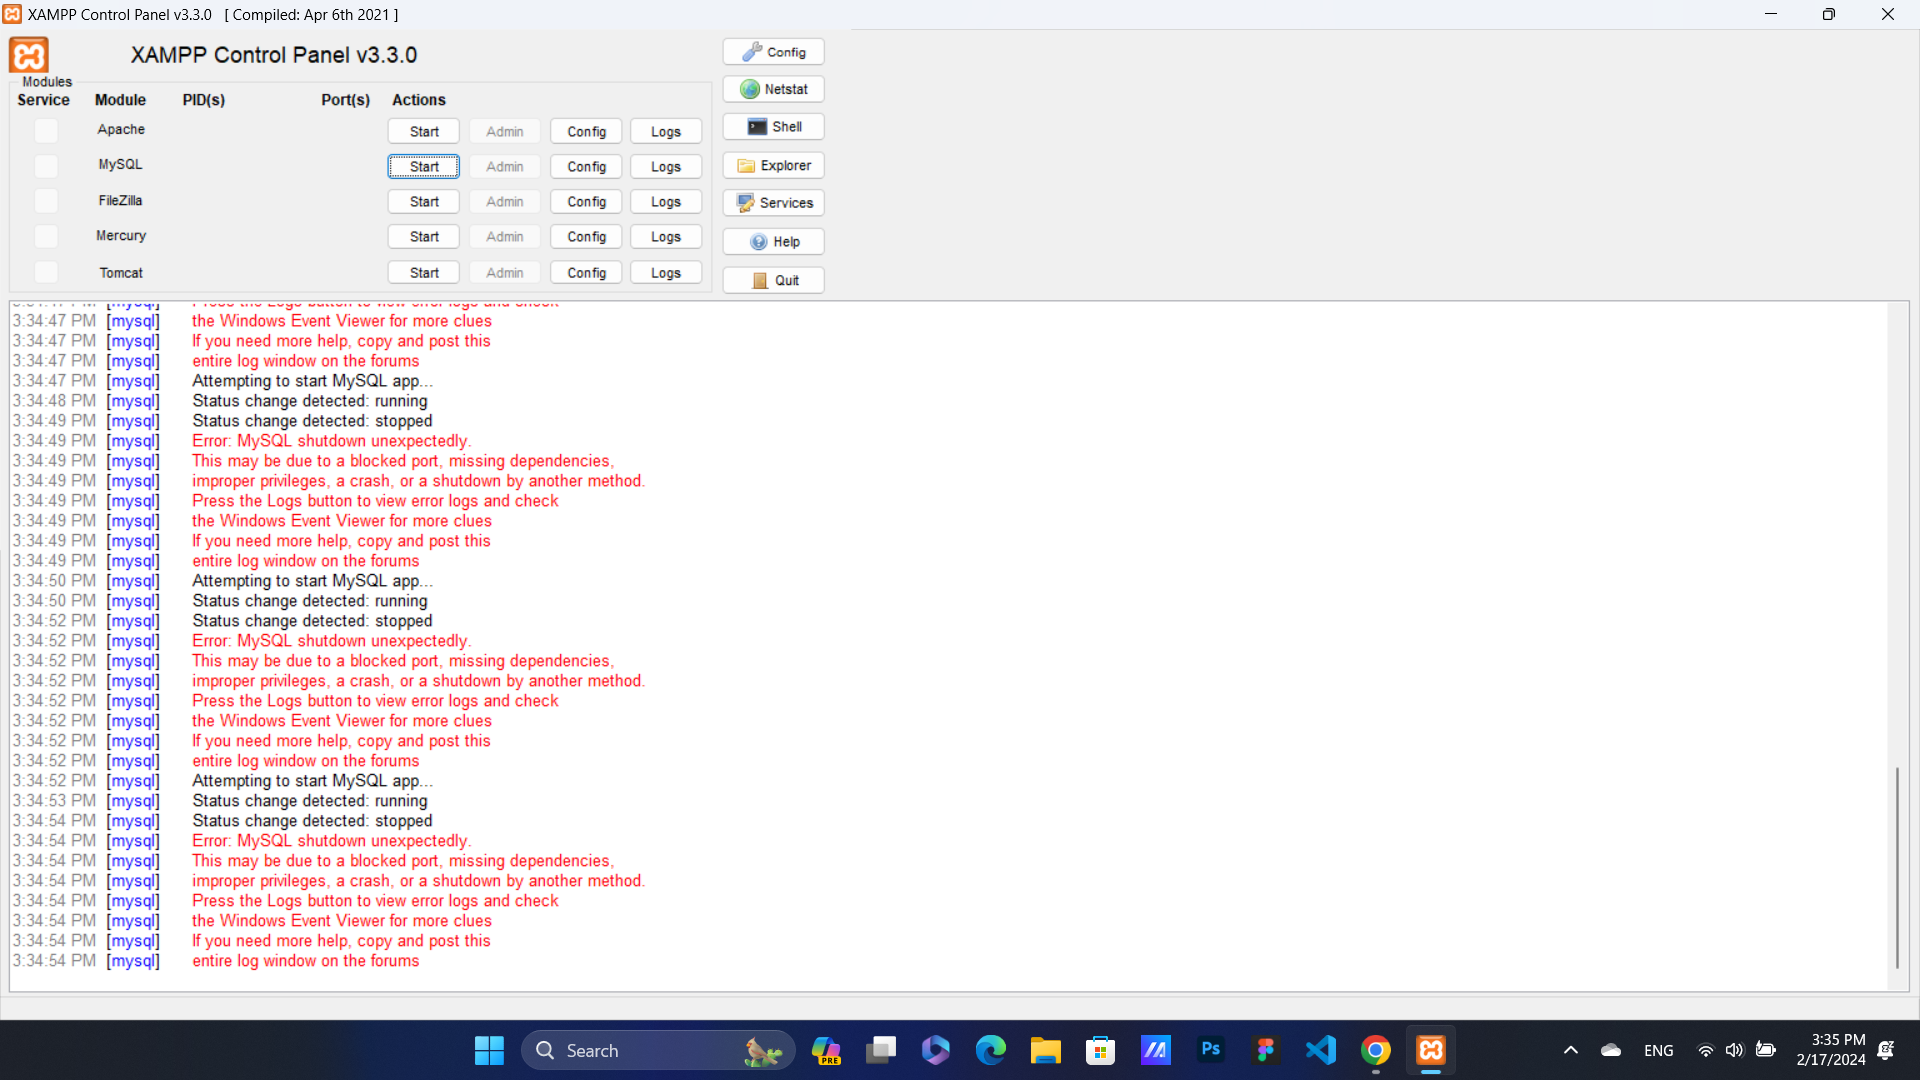 XAMPP Control Panel v3.3.0 [ Compiled: Apr 6th 2021 ]
XAMPP Control Panel v3.3.0
Config
Modules
Netstat
Service Module PID(s) Port(s) Actions
Shell
Apache Start Admin Config Logs
MySQL Start Admin Config Logs
Explorer
FileZilla Start Admin Config Logs
Services
Mercury Start Admin Config Logs
Help
Tomcat Start Admin Config Logs
Quit
3:34:47 PM [mysql] Press the Logs button to view error logs and check
3:34:47 PM [mysql] the Windows Event Viewer for more clues
3:34:47 PM [mysql] If you need more help, copy and post this
3:34:47 PM [mysql] entire log window on the forums
3:34:47 PM [mysql] Attempting to start MySQL app...
3:34:48 PM [mysql] Status change detected: running
3:34:49 PM [mysql] Status change detected: stopped
3:34:49 PM [mysql] Error: MySQL shutdown unexpectedly.
3:34:49 PM [mysql] This may be due to a blocked port, missing dependencies,
3:34:49 PM [mysql] improper privileges, a crash, or a shutdown by another method.
3:34:49 PM [mysql] Press the Logs button to view error logs and check
3:34:49 PM [mysql] the Windows Event Viewer for more clues
3:34:49 PM [mysql] If you need more help, copy and post this
3:34:49 PM [mysql] entire log window on the forums
3:34:50 PM [mysql] Attempting to start MySQL app...
3:34:50 PM [mysql] Status change detected: running
3:34:52 PM [mysql] Status change detected: stopped
3:34:52 PM [mysql] Error: MySQL shutdown unexpectedly.
3:34:52 PM [mysql] This may be due to a blocked port, missing dependencies,
3:34:52 PM [mysql] improper privileges, a crash, or a shutdown by another method.
3:34:52 PM [mysql] Press the Logs button to view error logs and check
3:34:52 PM [mysql] the Windows Event Viewer for more clues
3:34:52 PM [mysql] If you need more help, copy and post this
3:34:52 PM [mysql] entire log window on the forums
3:34:52 PM [mysql] Attempting to start MySQL app...
3:34:53 PM [mysql] Status change detected: running
3:34:54 PM [mysql] Status change detected: stopped
3:34:54 PM [mysql] Error: MySQL shutdown unexpectedly.
3:34:54 PM [mysql] This may be due to a blocked port, missing dependencies,
3:34:54 PM [mysql] improper privileges, a crash, or a shutdown by another method.
3:34:54 PM [mysql] Press the Logs button to view error logs and check
3:34:54 PM [mysql] the Windows Event Viewer for more clues
3:34:54 PM [mysql] If you need more help, copy and post this
3:34:54 PM [mysql] entire log window on the forums
Search PRE Ps ENG 3:35 PM
2/17/2024